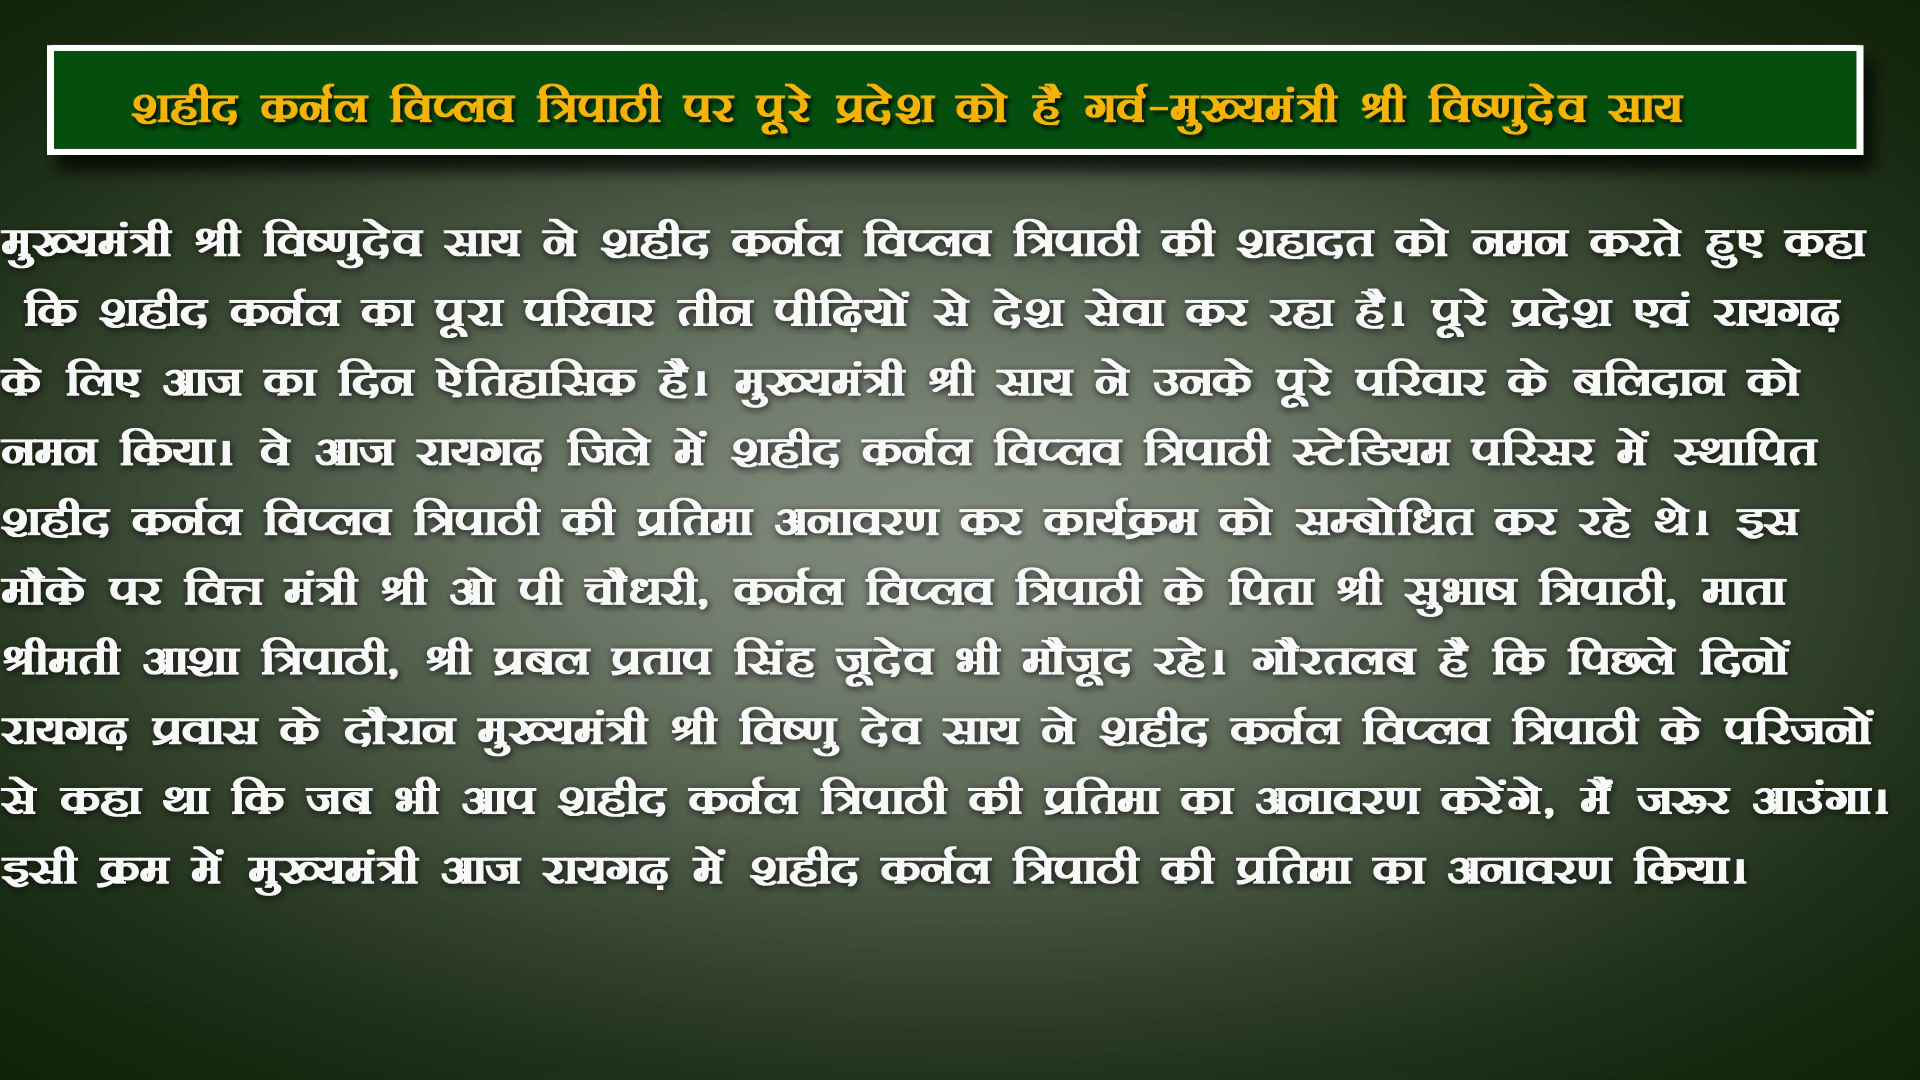 शहीद कर्नल विप्लव त्रिपाठी पर पूरे प्रदेश को है गर्व-मुख्यमंत्री श्री विष्णुदेव साय
मुख्यमंत्री श्री विष्णुदेव साय ने शहीद कर्नल विप्लव त्रिपाठी की शहादत को नमन करते हुए कहा
कि शहीद कर्नल का पूरा परिवार तीन पीढ़ियों से देश सेवा कर रहा है। पूरे प्रदेश एवं रायगढ़
के लिए आज का दिन ऐतिहासिक है। मुख्यमंत्री श्री साय ने उनके पूरे परिवार के बलिदान को
नमन किया। वे आज रायगढ़ जिले में शहीद कर्नल विप्लव त्रिपाठी स्टेडियम परिसर में स्थापित
शहीद कर्नल विप्लव त्रिपाठी की प्रतिमा अनावरण कर कार्यक्रम को सम्बोधित कर रहे थे। इस
मौके पर वित्त मंत्री श्री ओ पी चौधरी, कर्नल विप्लव त्रिपाठी के पिता श्री सुभाष त्रिपाठी, माता
श्रीमती आशा त्रिपाठी, श्री प्रबल प्रताप सिंह जूदेव भी मौजूद रहे। गौरतलब है कि पिछले दिनों
रायगढ़ प्रवास के दौरान मुख्यमंत्री श्री विष्णु देव साय ने शहीद कर्नल विप्लव त्रिपाठी के परिजनों
से कहा था कि जब भी आप शहीद कर्नल त्रिपाठी की प्रतिमा का अनावरण करेंगे, मैं जरूर आउंगा।
इसी क्रम में मुख्यमंत्री आज रायगढ़ में शहीद कर्नल त्रिपाठी की प्रतिमा का अनावरण किया।